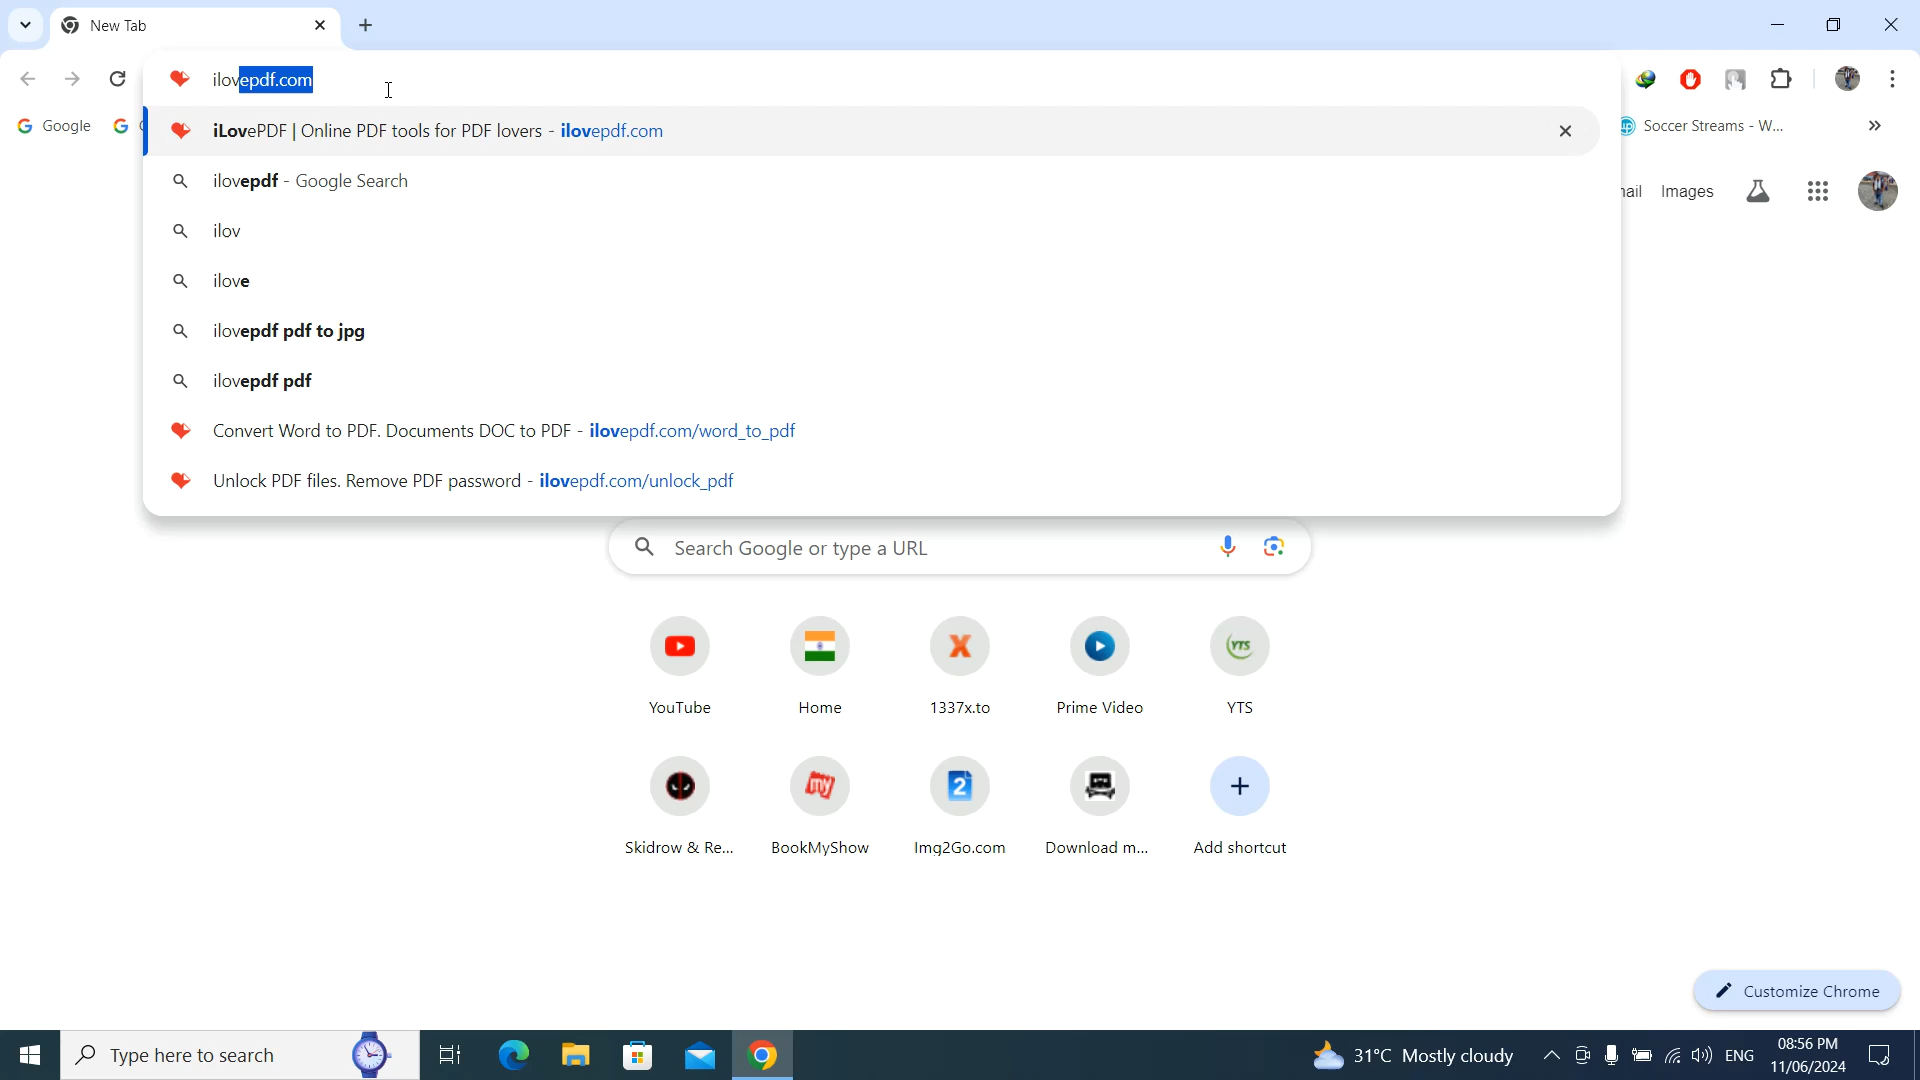 New Tab
ilovepdf.com
Google
Soccer Streams - W...
iLovePDF | Online PDF tools for PDF lovers - ilovepdf.com
ilovepdf - Google Search
ail Images
ilov
ilove
ilovepdf pdf to jpg
ilovepdf pdf
Convert Word to PDF. Documents DOC to PDF - ilovepdf.com/word_to_pdf
Unlock PDF files. Remove PDF password - ilovepdf.com/unlock_pdf
Search Google or type a URL
X
YTS
YouTube
Home
1337x.to
Prime Video
YTS
my
2
Skidrow & Re...
BookMyShow
Img2Go.com
Download m...
Add shortcut
Customize Chrome
Type here to search
31°C Mostly cloudy
ENG
08:56 PM
11/06/2024